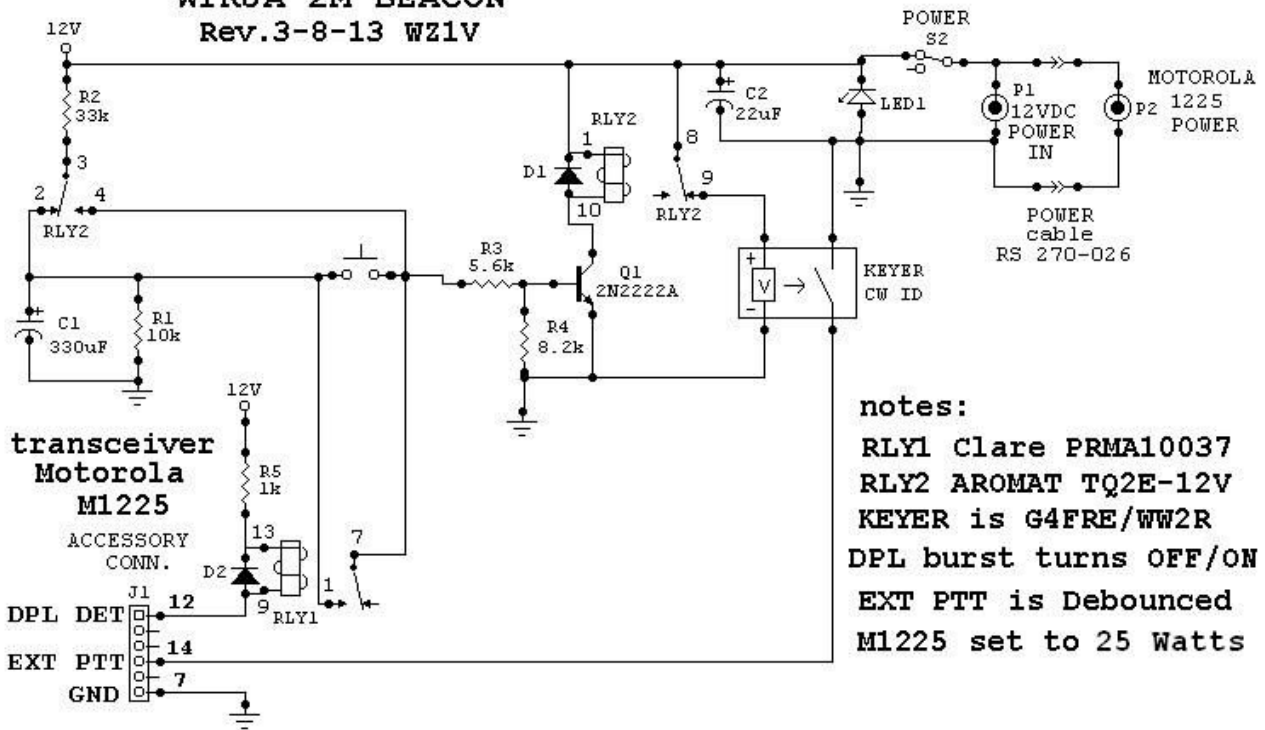 W1RJA 2M BEACON
Rev.3-8-13 WZ1V
12V
R2
33k
3
2
4
RLY2
C1
330uF
R1
10k
R3
5.6k
R4
8.2k
Q1
2N2222A
D1
1
10
RLY2
8
9
RLY2
+
C2
22uF
LED1
POWER
S2
P1
12VDC
POWER
IN
P2
MOTOROLA
1225
POWER
POWER
cable
RS 270-026
+
V
-
KEYER
CW ID
12V
R5
1k
13
D2
9
RLY1
1
7
transceiver
Motorola
M1225
ACCESSORY
CONN.
J1
DPL DET
12
EXT PTT
14
GND
7
notes:
RLY1 Clare PRMA10037
RLY2 AROMAT TQ2E-12V
KEYER is G4FRE/WW2R
DPL burst turns OFF/ON
EXT PTT is Debounced
M1225 set to 25 Watts